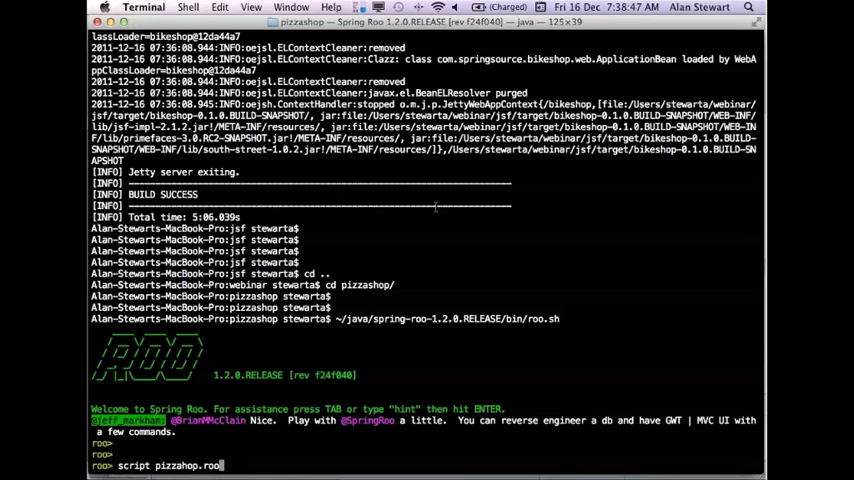 Terminal Shell Edit View Window Help (Charged) Fri 16 Dec 7:38:47 AM Alan Stewart
pizzashop — Spring Roo 1.2.0.RELEASE [rev f24f040] — java — 125×39
lassLoader=bikeshop@12da44a7
2011-12-16 07:36:08.944:INFO:oejsl.ELContextCleaner:removed
2011-12-16 07:36:08.944:INFO:oejsl.ELContextCleaner:Clazz: class com.springsource.bikeshop.web.ApplicationBean loaded by WebA
ppClassLoader=bikeshop@12da44a7
2011-12-16 07:36:08.944:INFO:oejsl.ELContextCleaner:removed
2011-12-16 07:36:08.944:INFO:oejsl.ELContextCleaner:javax.el.BeanELResolver purged
2011-12-16 07:36:08.945:INFO:oejsh.ContextHandler:stopped o.m.j.p.JettyWebAppContext{/bikeshop,[file:/Users/stewarta/webinar/
jsf/target/bikeshop-0.1.0.BUILD-SNAPSHOT/, jar:file:/Users/stewarta/webinar/jsf/target/bikeshop-0.1.0.BUILD-SNAPSHOT/WEB-INF/
lib/jsf-impl-2.1.2.jar!/META-INF/resources/, jar:file:/Users/stewarta/webinar/jsf/target/bikeshop-0.1.0.BUILD-SNAPSHOT/WEB-IN
F/lib/primefaces-3.0.RC2-SNAPSHOT.jar!/META-INF/resources/, jar:file:/Users/stewarta/webinar/jsf/target/bikeshop-0.1.0.BUILD-
SNAPSHOT/WEB-INF/lib/south-street-1.0.2.jar!/META-INF/resources/]},/Users/stewarta/webinar/jsf/target/bikeshop-0.1.0.BUILD-SN
APSHOT
[INFO] Jetty server exiting.
[INFO] ------------------------------------------------------------------------
[INFO] BUILD SUCCESS
[INFO] ------------------------------------------------------------------------
[INFO] Total time: 5:06.039s
Alan-Stewarts-MacBook-Pro:jsf stewarta$
Alan-Stewarts-MacBook-Pro:jsf stewarta$
Alan-Stewarts-MacBook-Pro:jsf stewarta$
Alan-Stewarts-MacBook-Pro:jsf stewarta$
Alan-Stewarts-MacBook-Pro:jsf stewarta$ cd ..
Alan-Stewarts-MacBook-Pro:webinar stewarta$ cd pizzashop/
Alan-Stewarts-MacBook-Pro:pizzashop stewarta$
Alan-Stewarts-MacBook-Pro:pizzashop stewarta$
Alan-Stewarts-MacBook-Pro:pizzashop stewarta$ ~/java/spring-roo-1.2.0.RELEASE/bin/roo.sh
ROO 1.2.0.RELEASE [rev f24f040]
Welcome to Spring Roo. For assistance press TAB or type "hint" then hit ENTER.
@jeff_markham: @BrianMMcClain Nice. Play with @SpringRoo a little. You can reverse engineer a db and have GWT | MVC UI with
a few commands.
roo>
roo>
roo> script pizzahop.roo